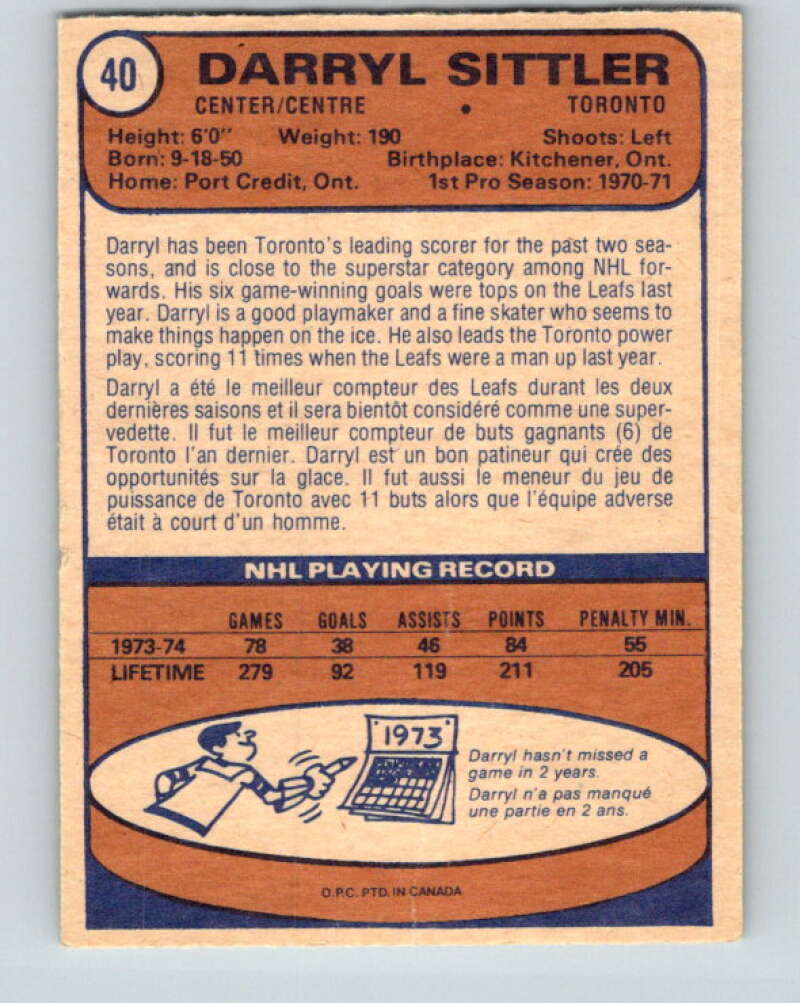 40 DARRYL SITTLER
CENTER/CENTRE • TORONTO
Height: 6'0" Weight: 190 Shoots: Left
Born: 9-18-50 Birthplace: Kitchener, Ont.
Home: Port Credit, Ont. 1st Pro Season: 1970-71
Darryl has been Toronto's leading scorer for the past two sea-
sons, and is close to the superstar category among NHL for-
wards. His six game-winning goals were tops on the Leafs last
year. Darryl is a good playmaker and a fine skater who seems to
make things happen on the ice. He also leads the Toronto power
play, scoring 11 times when the Leafs were a man up last year.
Darryl a été le meilleur compteur des Leafs durant les deux
dernières saisons et il sera bientôt considéré comme une super-
vedette. Il fut le meilleur compteur de buts gagnants (6) de
Toronto l'an dernier. Darryl est un bon patineur qui crée des
opportunités sur la glace. Il fut aussi le meneur du jeu de
puissance de Toronto avec 11 buts alors que l'équipe adverse
était à court d'un homme.
NHL PLAYING RECORD
GAMES GOALS ASSISTS POINTS PENALTY MIN.
1973-74 78 38 46 84 55
LIFETIME 279 92 119 211 205
1973
Darryl hasn't missed a
game in 2 years.
Darryl n'a pas manqué
une partie en 2 ans.
O.P.C. PTD. IN CANADA